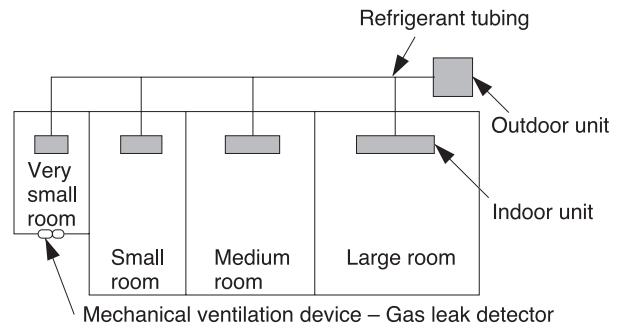 Refrigerant tubing
Outdoor unit
Indoor unit
Very
small
room
Small
room
Medium
room
Large room
Mechanical ventilation device – Gas leak detector